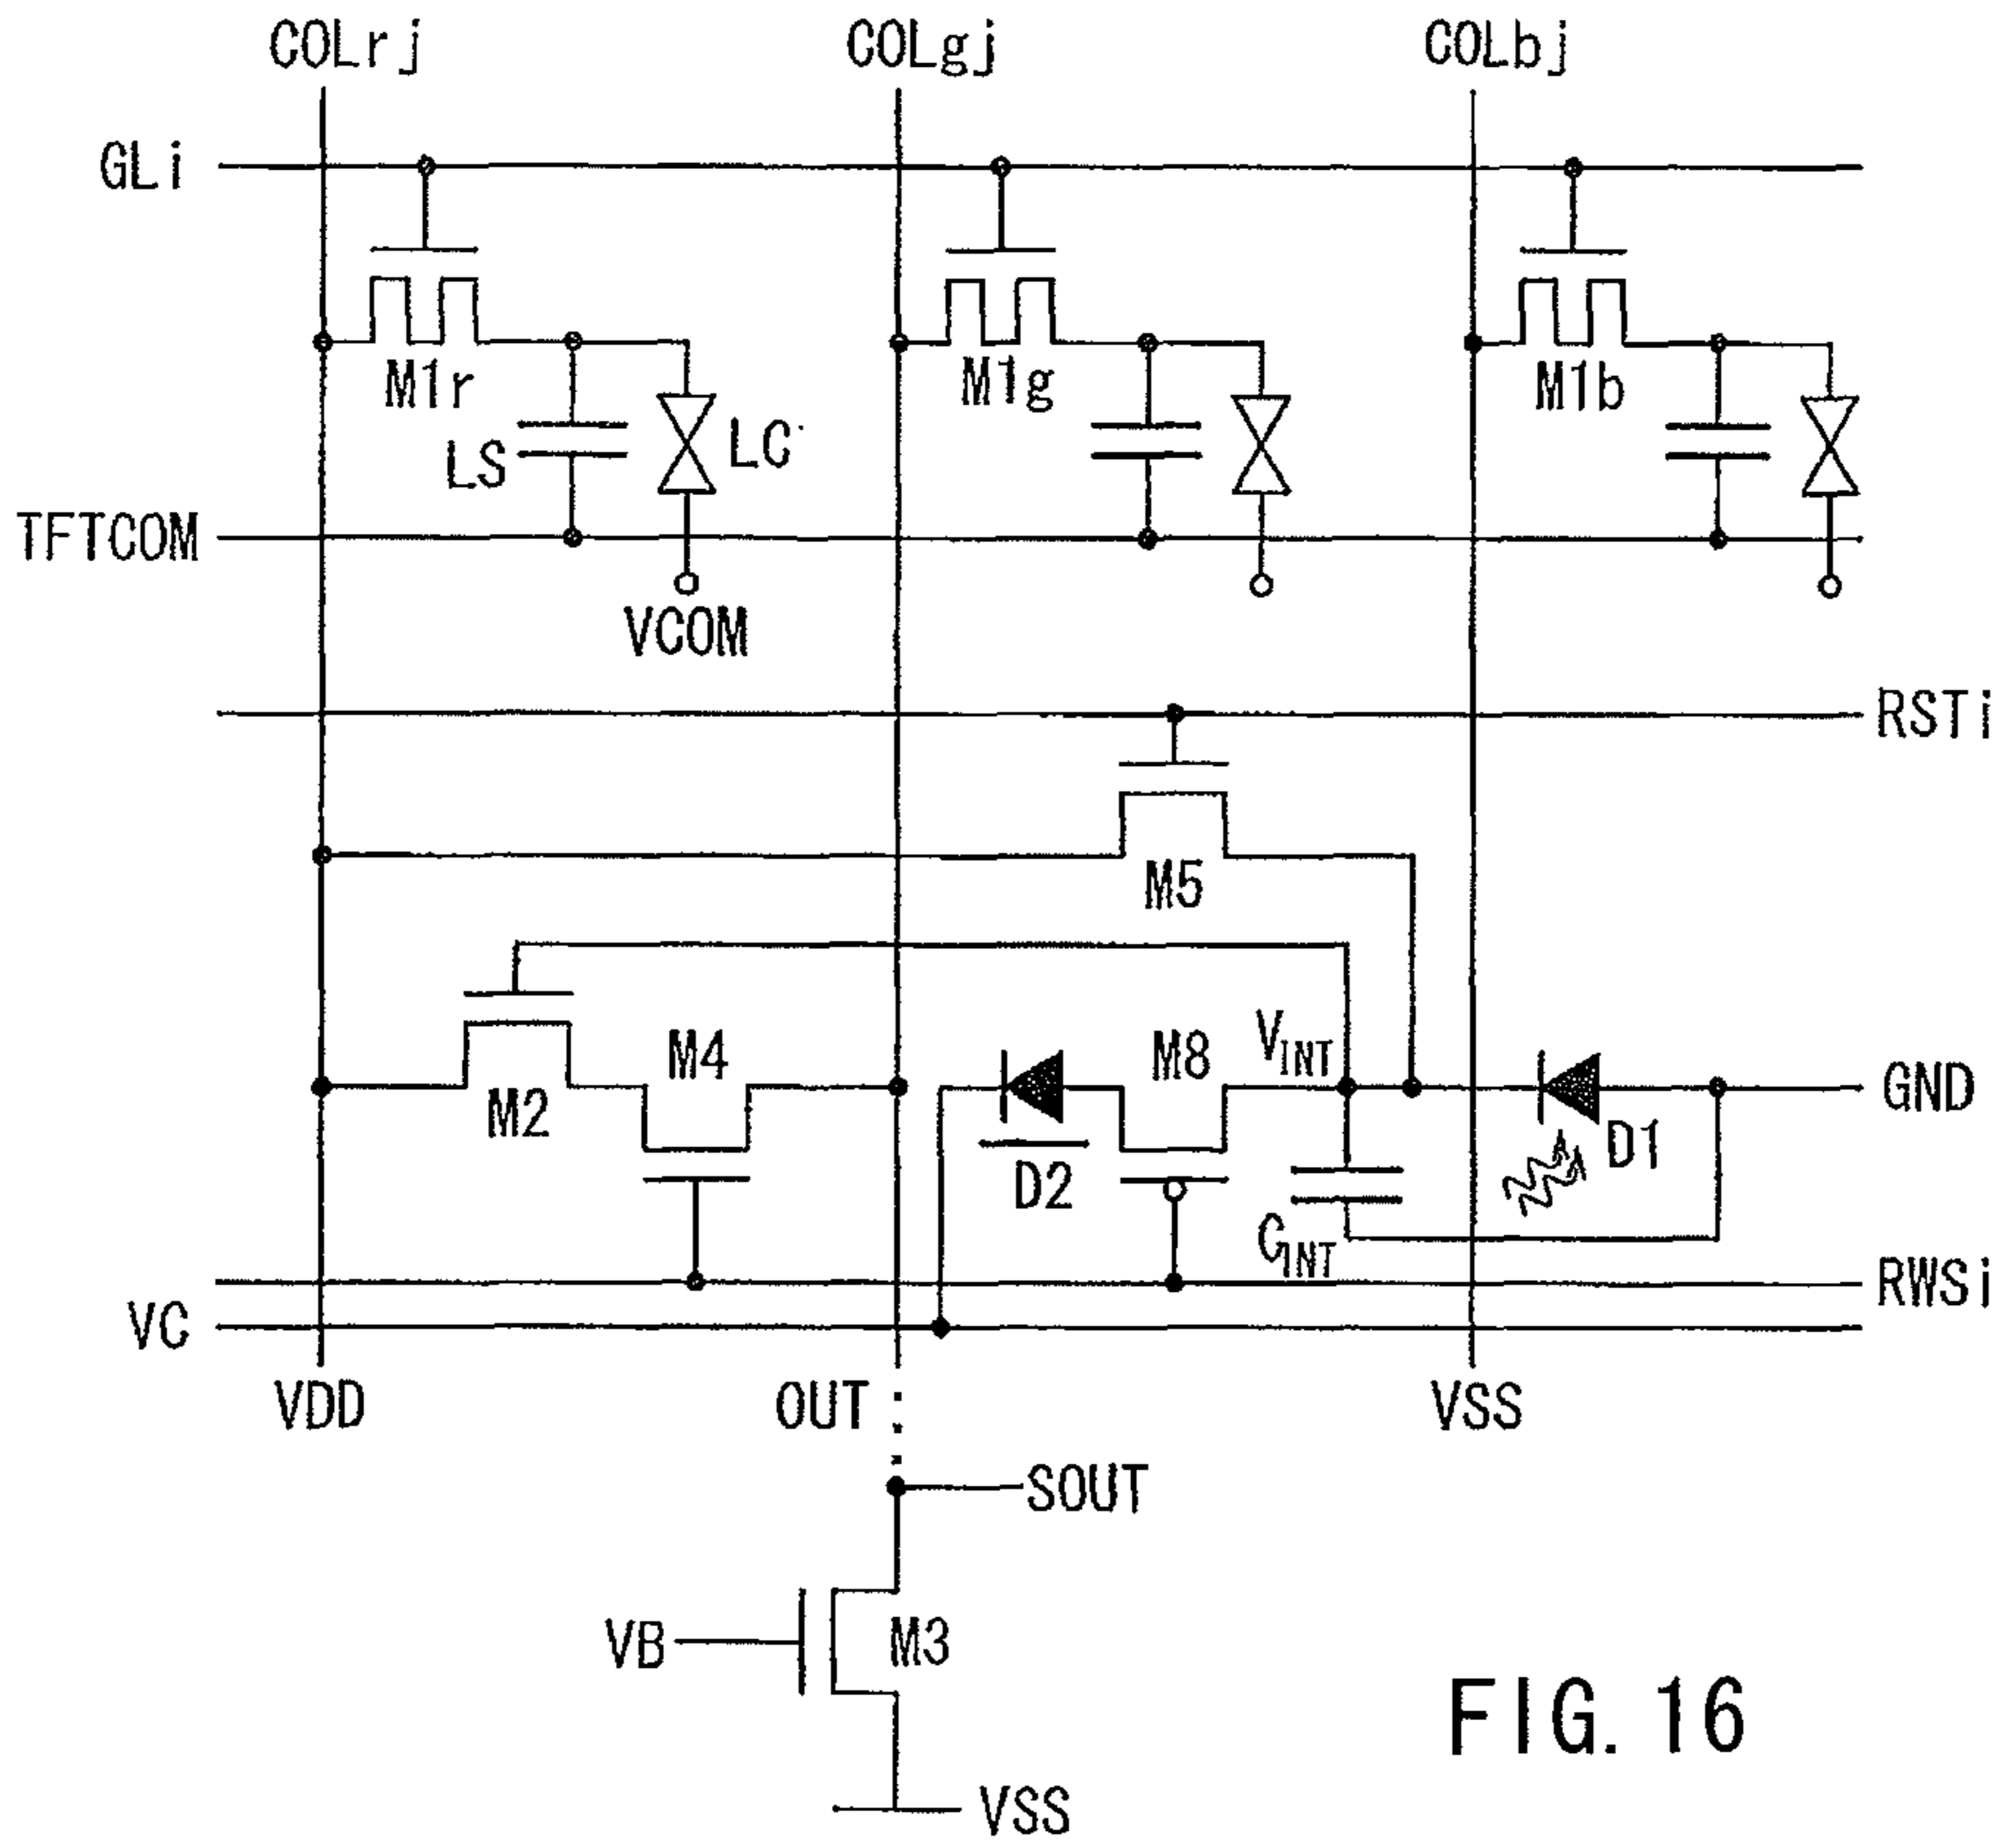 COLrj COLgj COLbj
GLi
M1r M1g M1b
LS LC
TFTCOM
VCOM
RSTi
M5
M4 M8 VINT
M2 D2 D1 GND
CINT
RWSi
VC
VDD OUT VSS
SOUT
VB M3
VSS
FIG. 16